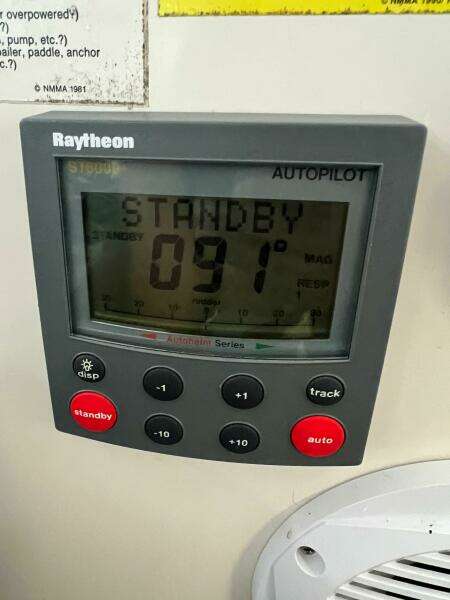 r overpowered?)
?)
, pump, etc.?)
bailer, paddle, anchor
c.?)
© NMMA 1981
Raytheon
ST6000+
AUTOPILOT
STANDBY
STANDBY
091°
MAG
RESP
1
rudder
30 20 10 0 10 20 30
Autohelm Series
disp
-1
+1
track
standby
-10
+10
auto